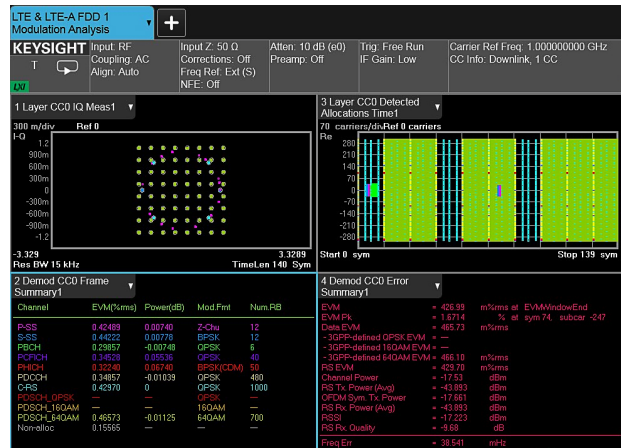 LTE & LTE-A FDD 1
Modulation Analysis
KEYSIGHT
T
LXI
Input: RF
Coupling: AC
Align: Auto
Input Z: 50 Ω
Corrections: Off
Freq Ref: Ext (S)
NFE: Off
Atten: 10 dB (e0)
Preamp: Off
Trig: Free Run
IF Gain: Low
Carrier Ref Freq: 1.000000000 GHz
CC Info: Downlink, 1 CC
1 Layer CC0 IQ Meas1
300 m/div Ref 0
I-Q
1.2
900m
600m
300m
0
-300m
-600m
-900m
-1.2
-3.329 3.3289
Res BW 15 kHz TimeLen 140 Sym
3 Layer CC0 Detected
Allocations Time1
70 carriers/div Ref 0 carriers
Re
280
210
140
70
0
-70
-140
-210
-280
Start 0 sym Stop 139 sym
2 Demod CC0 Frame
Summary1
Channel EVM(%rms) Power(dB) Mod.Fmt Num.RB
P-SS 0.42489 0.00740 Z-Chu 12
S-SS 0.44222 0.00778 BPSK 12
PBCH 0.29857 -0.00748 QPSK 6
PCFICH 0.34528 0.05536 QPSK 40
PHICH 0.32240 0.06740 BPSK(CDM) 50
PDCCH 0.34857 -0.01039 QPSK 480
C-RS 0.42970 0 QPSK 1000
PDSCH_QPSK — — QPSK —
PDSCH_16QAM — — 16QAM —
PDSCH_64QAM 0.46573 -0.01125 64QAM 700
Non-alloc 0.15565 — — —
4 Demod CC0 Error
Summary1
EVM = 426.99 m%rms at EVMWindowEnd
EVM Pk = 1.6714 % at sym 74, subcar -247
Data EVM = 465.73 m%rms
-3GPP-defined QPSK EVM = —
-3GPP-defined 16QAM EVM = —
-3GPP-defined 64QAM EVM = 466.10 m%rms
RS EVM = 429.70 m%rms
Channel Power = -17.53 dBm
RS Tx. Power (Avg) = -43.893 dBm
OFDM Sym. Tx. Power = -17.661 dBm
RS Rx. Power (Avg) = -43.893 dBm
RSSI = -17.223 dBm
RS Rx. Quality = -9.68 dB
Freq Err = 38.541 mHz